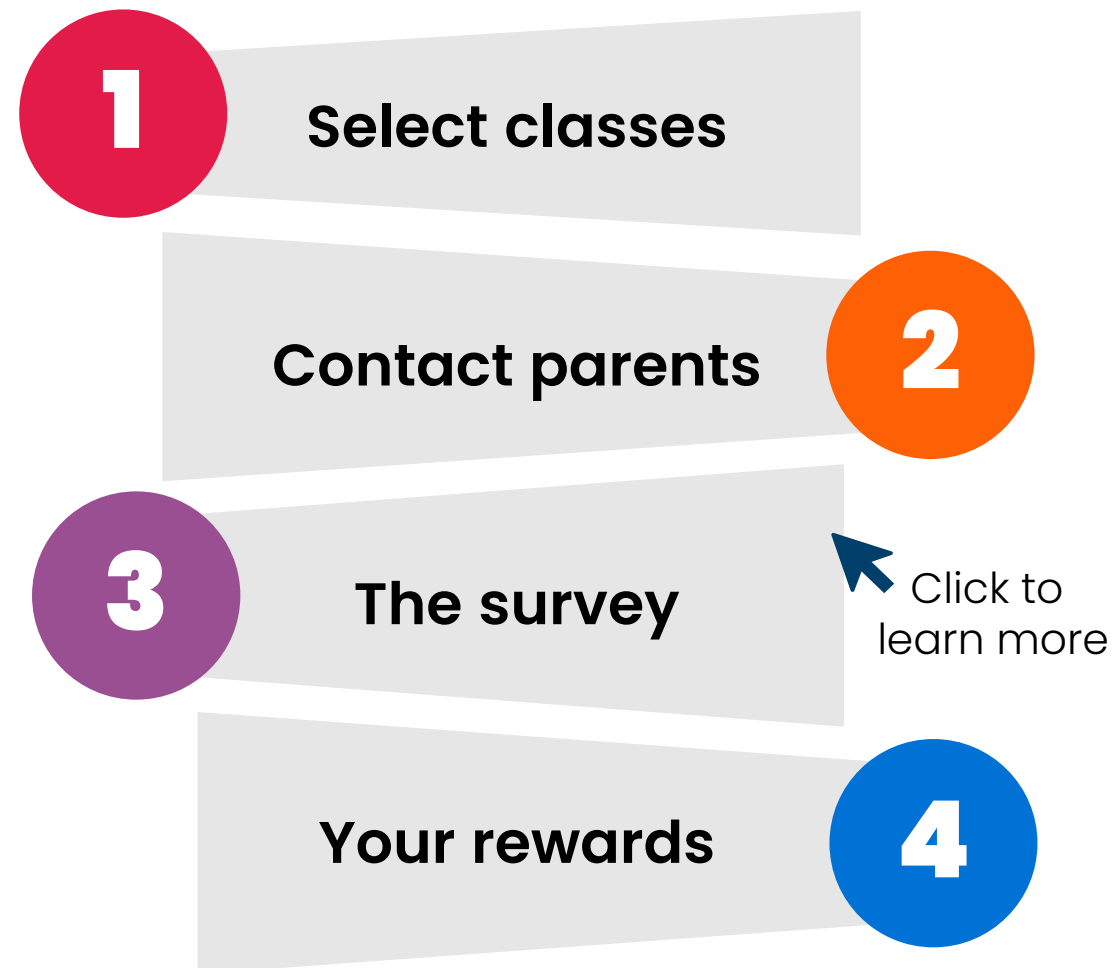 1
Select classes
Contact parents
2
3
The survey
Click to
learn more
Your rewards
4